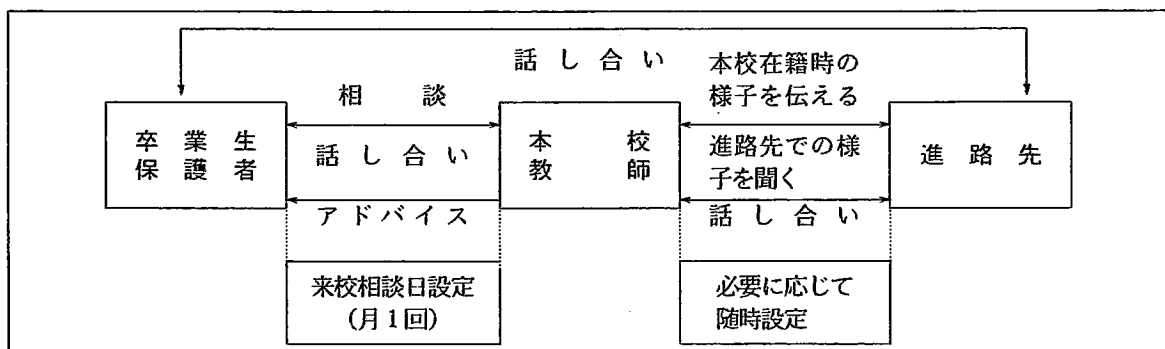 話し合い
相談
本校在籍時の
様子を伝える
卒業生
保護者
話し合い
本校
教師
進路先での様
子を聞く
進路先
アドバイス
話し合い
来校相談日設定
(月1回)
必要に応じて
随時設定